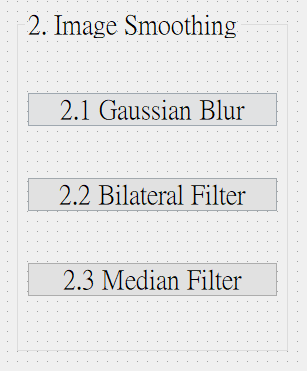 2. Image Smoothing
2.1 Gaussian Blur
2.2 Bilateral Filter
2.3 Median Filter